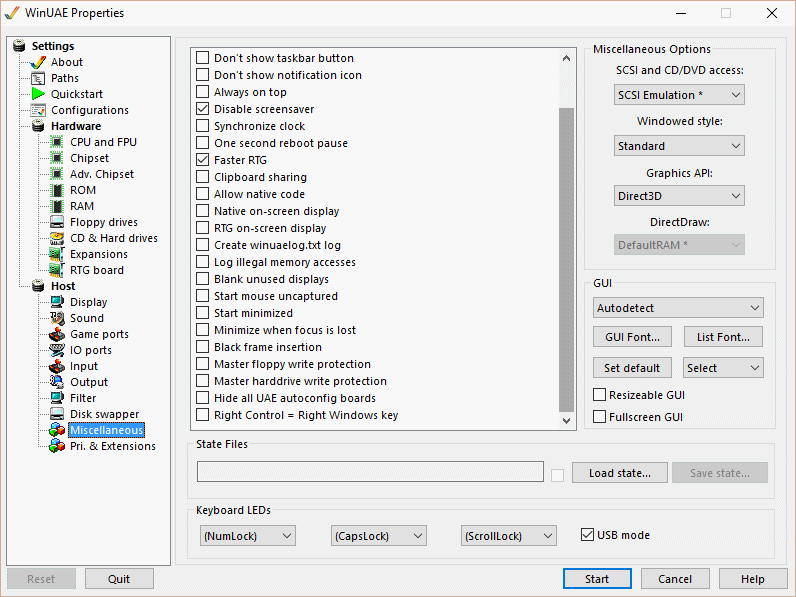 WinUAE Properties
Settings
About
Paths
Quickstart
Configurations
Hardware
CPU and FPU
Chipset
Adv. Chipset
ROM
RAM
Floppy drives
CD & Hard drives
Expansions
RTG board
Host
Display
Sound
Game ports
IO ports
Input
Output
Filter
Disk swapper
Miscellaneous
Pri. & Extensions
Don't show taskbar button
Don't show notification icon
Always on top
Disable screensaver
Synchronize clock
One second reboot pause
Faster RTG
Clipboard sharing
Allow native code
Native on-screen display
RTG on-screen display
Create winuaelog.txt log
Log illegal memory accesses
Blank unused displays
Start mouse uncaptured
Start minimized
Minimize when focus is lost
Black frame insertion
Master floppy write protection
Master harddrive write protection
Hide all UAE autoconfig boards
Right Control = Right Windows key
Miscellaneous Options
SCSI and CD/DVD access:
SCSI Emulation *
Windowed style:
Standard
Graphics API:
Direct3D
DirectDraw:
DefaultRAM *
GUI
Autodetect
GUI Font... List Font...
Set default Select
Resizeable GUI
Fullscreen GUI
State Files
Load state... Save state...
Keyboard LEDs
(NumLock) (CapsLock) (ScrollLock) USB mode
Reset Quit Start Cancel Help